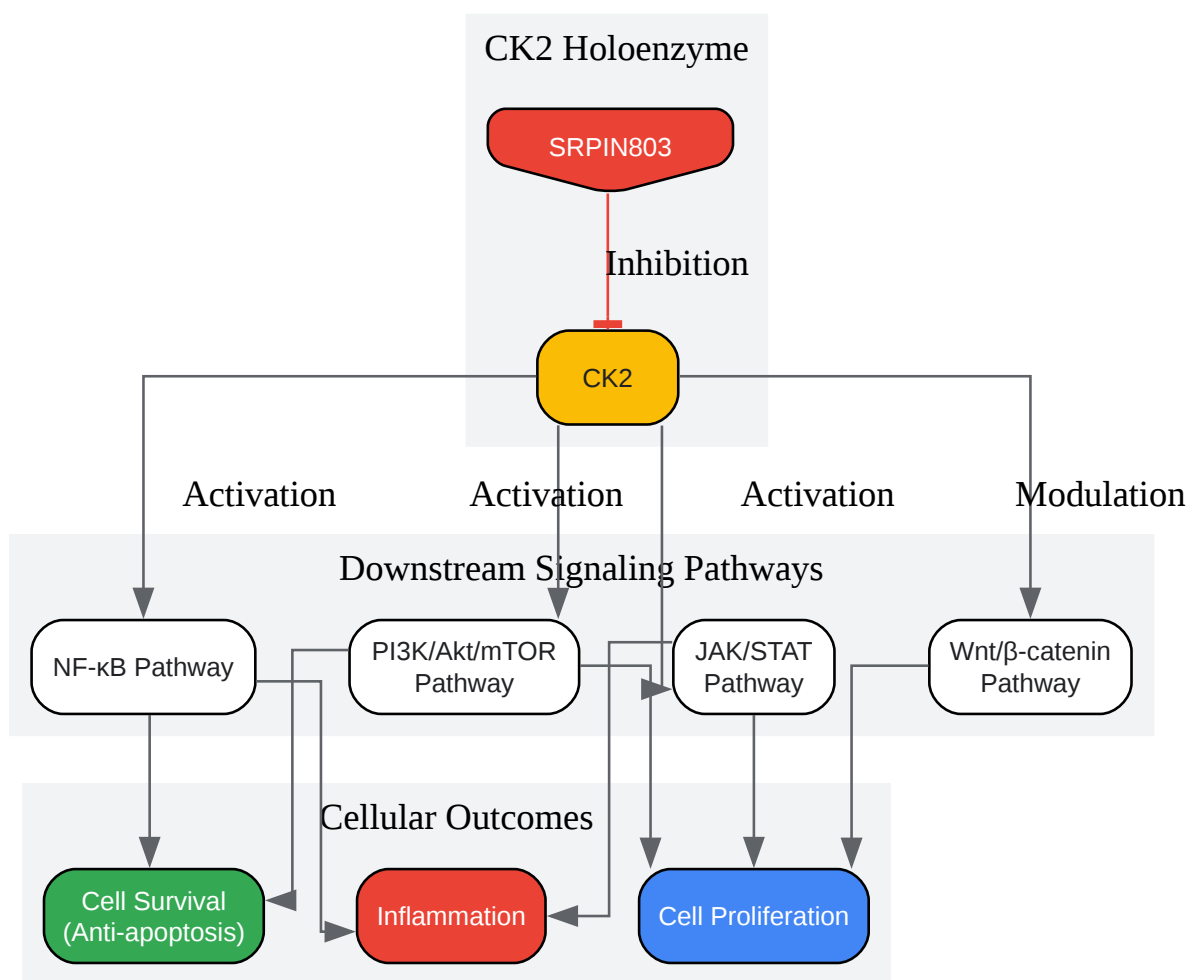 CK2 Holoenzyme
SRPIN803
Inhibition
CK2
Activation
Activation
Activation
Modulation
Downstream Signaling Pathways
NF-κB Pathway
PI3K/Akt/mTOR
Pathway
JAK/STAT
Pathway
Wnt/β-catenin
Pathway
Cellular Outcomes
Cell Survival
(Anti-apoptosis)
Inflammation
Cell Proliferation